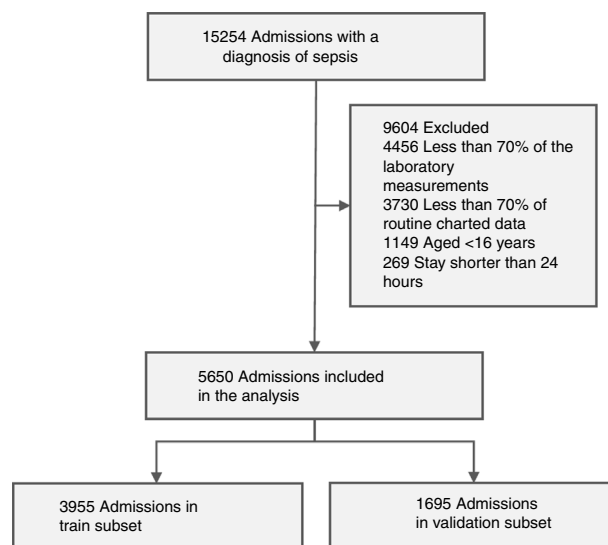 15254 Admissions with a
diagnosis of sepsis
9604 Excluded
4456 Less than 70% of the
laboratory
measurements
3730 Less than 70% of
routine charted data
1149 Aged <16 years
269 Stay shorter than 24
hours
5650 Admissions included
in the analysis
3955 Admissions in
train subset
1695 Admissions
in validation subset